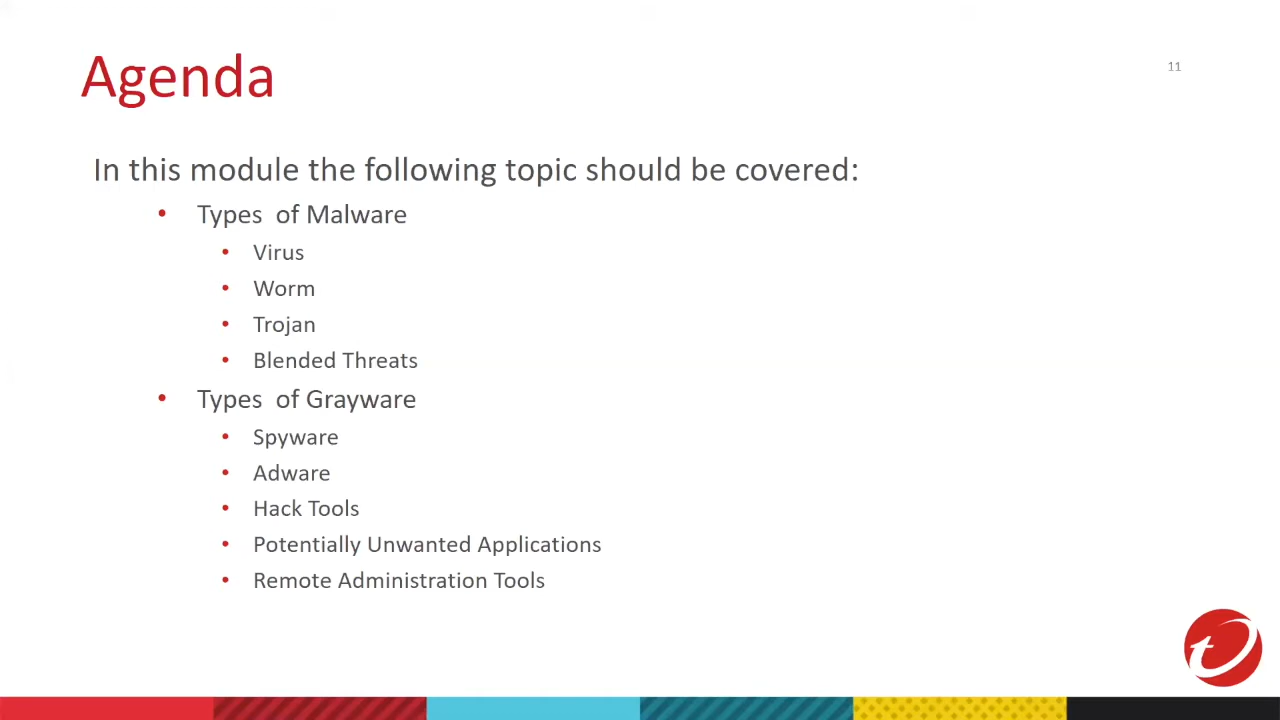 Agenda
11
In this module the following topic should be covered:
• Types of Malware
• Virus
• Worm
• Trojan
• Blended Threats
• Types of Grayware
• Spyware
• Adware
• Hack Tools
• Potentially Unwanted Applications
• Remote Administration Tools